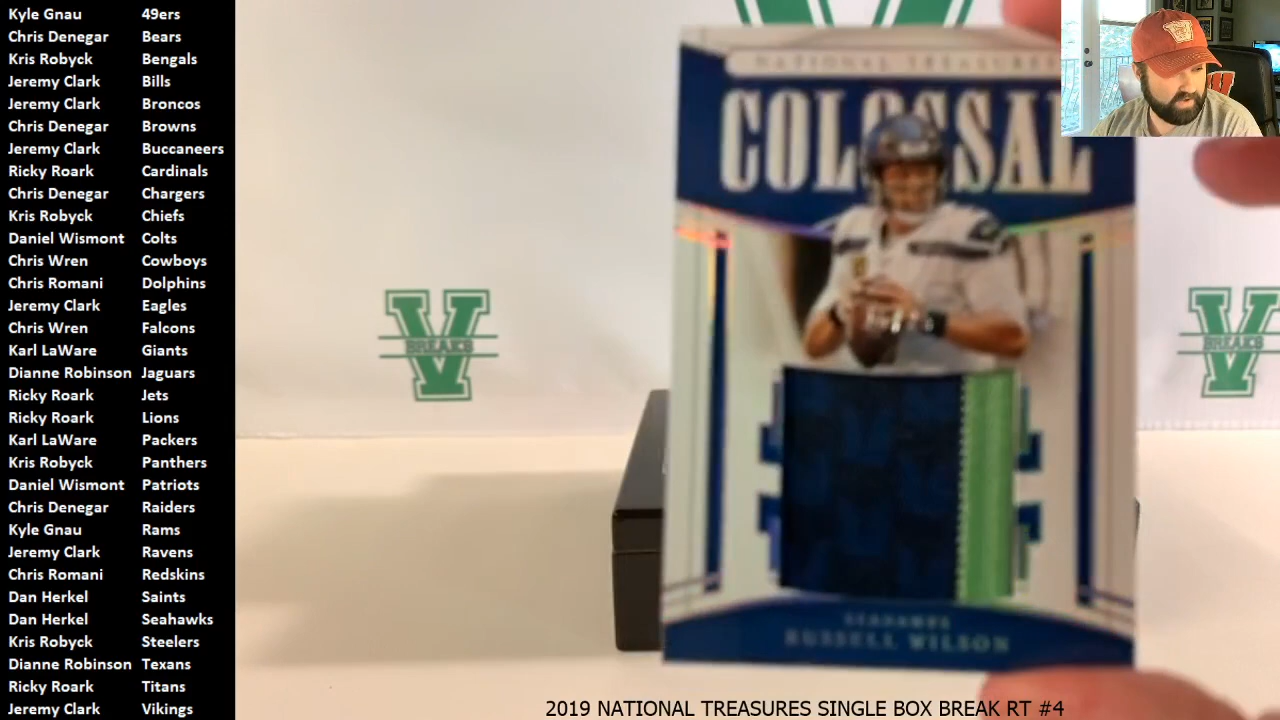 Kyle Gnau 49ers
Chris Denegar Bears
Kris Robyck Bengals
Jeremy Clark Bills
Jeremy Clark Broncos
Chris Denegar Browns
Jeremy Clark Buccaneers
Ricky Roark Cardinals
Chris Denegar Chargers
Kris Robyck Chiefs
Daniel Wismont Colts
Chris Wren Cowboys
Chris Romani Dolphins
Jeremy Clark Eagles
Chris Wren Falcons
Karl LaWare Giants
Dianne Robinson Jaguars
Ricky Roark Jets
Ricky Roark Lions
Karl LaWare Packers
Kris Robyck Panthers
Daniel Wismont Patriots
Chris Denegar Raiders
Kyle Gnau Rams
Jeremy Clark Ravens
Chris Romani Redskins
Dan Herkel Saints
Dan Herkel Seahawks
Kris Robyck Steelers
Dianne Robinson Texans
Ricky Roark Titans
Jeremy Clark Vikings
NATIONAL TREASURES
COLOSSAL
SEAHAWKS
RUSSELL WILSON
V
BREAKS
V
BREAKS
W
2019 NATIONAL TREASURES SINGLE BOX BREAK RT #4